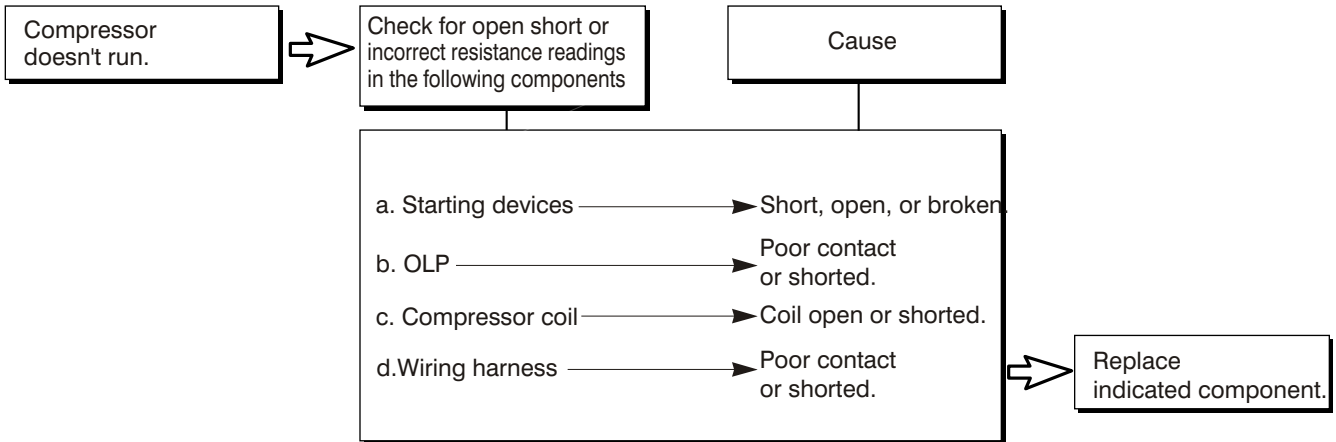 Compressor
doesn't run.
Check for open short or
incorrect resistance readings
in the following components
Cause
a. Starting devices
Short, open, or broken.
b. OLP
Poor contact
or shorted.
c. Compressor coil
Coil open or shorted.
d.Wiring harness
Poor contact
or shorted.
Replace
indicated component.